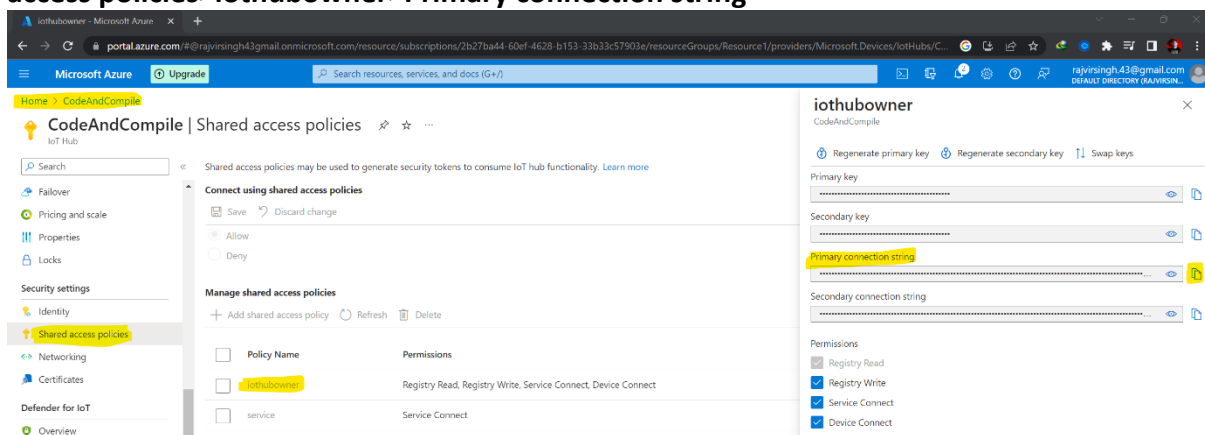 access policies> iothubowner> Primary connection string
iothubowner - Microsoft Azure
portal.azure.com/#@rajvirsingh43gmail.onmicrosoft.com/resource/subscriptions/2b27ba44-60ef-4628-b153-33b33c57903e/resourceGroups/Resource1/providers/Microsoft.Devices/IotHubs/C...
Microsoft Azure
Upgrade
Search resources, services, and docs (G+/)
rajvirsingh.43@gmail.com
DEFAULT DIRECTORY (RAJVIRSIN...
Home > CodeAndCompile
CodeAndCompile | Shared access policies
IoT Hub
Search
Failover
Pricing and scale
Properties
Locks
Security settings
Identity
Shared access policies
Networking
Certificates
Defender for IoT
Overview
Shared access policies may be used to generate security tokens to consume IoT hub functionality. Learn more
Connect using shared access policies
Save Discard change
Allow
Deny
Manage shared access policies
+ Add shared access policy Refresh Delete
Policy Name Permissions
iothubowner Registry Read, Registry Write, Service Connect, Device Connect
service Service Connect
iothubowner
CodeAndCompile
Regenerate primary key Regenerate secondary key Swap keys
Primary key
Secondary key
Primary connection string
Secondary connection string
Permissions
Registry Read
Registry Write
Service Connect
Device Connect